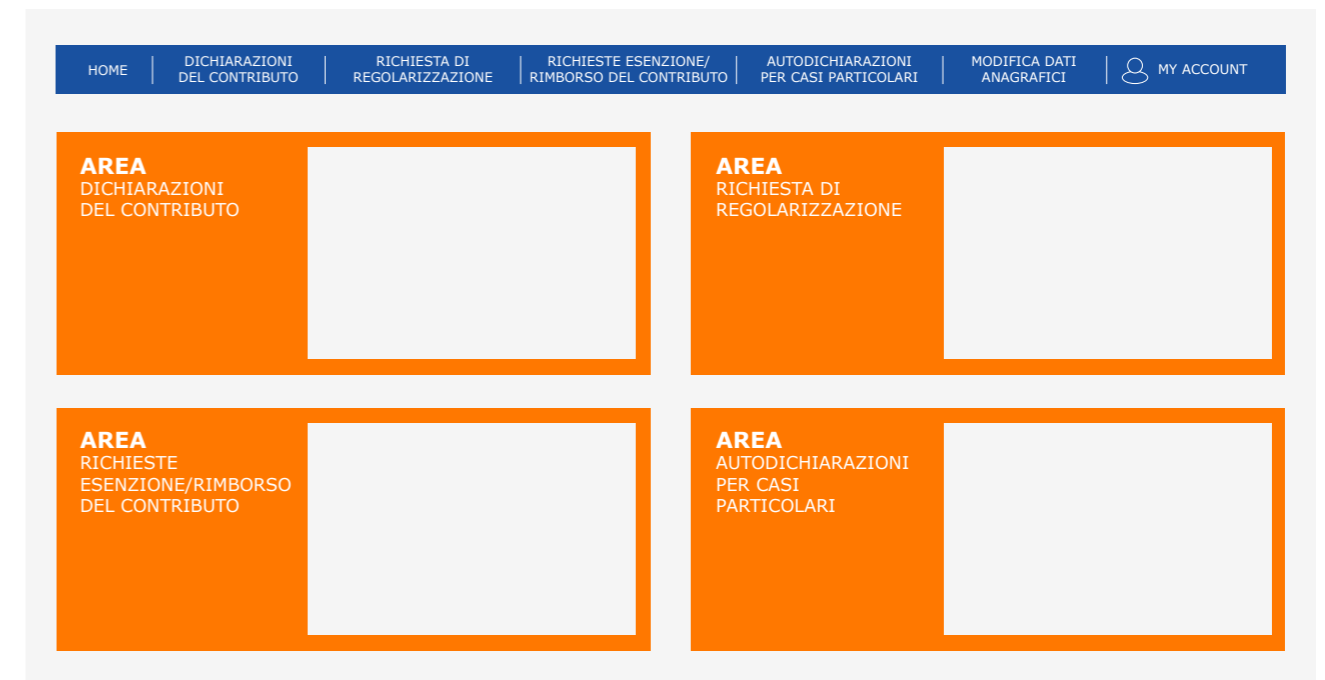 HOME
DICHIARAZIONI
DEL CONTRIBUTO
RICHIESTA DI
REGOLARIZZAZIONE
RICHIESTE ESENZIONE/
RIMBORSO DEL CONTRIBUTO
AUTODICHIARAZIONI
PER CASI PARTICOLARI
MODIFICA DATI
ANAGRAFICI
MY ACCOUNT
AREA
DICHIARAZIONI
DEL CONTRIBUTO
AREA
RICHIESTA DI
REGOLARIZZAZIONE
AREA
RICHIESTE
ESENZIONE/RIMBORSO
DEL CONTRIBUTO
AREA
AUTODICHIARAZIONI
PER CASI
PARTICOLARI